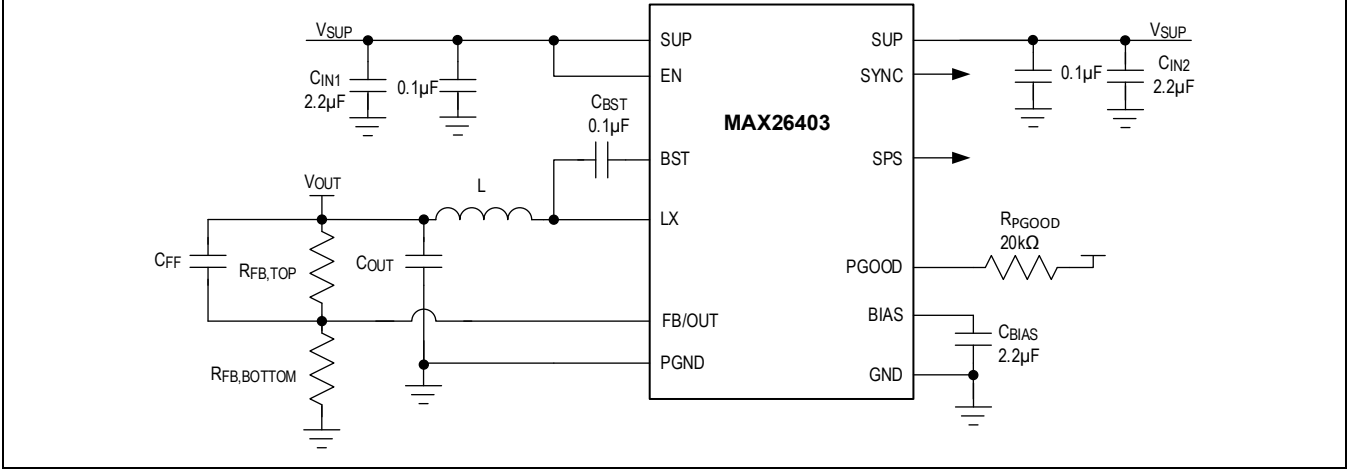 VSUP
SUP
SUP
VSUP
EN
SYNC
CIN1
2.2µF
0.1µF
0.1µF
CIN2
2.2µF
CBST
0.1µF
MAX26403
BST
SPS
VOUT
L
LX
RPGOOD
20kΩ
CFF
RFB,TOP
COUT
PGOOD
FB/OUT
BIAS
CBIAS
2.2µF
RFB,BOTTOM
PGND
GND